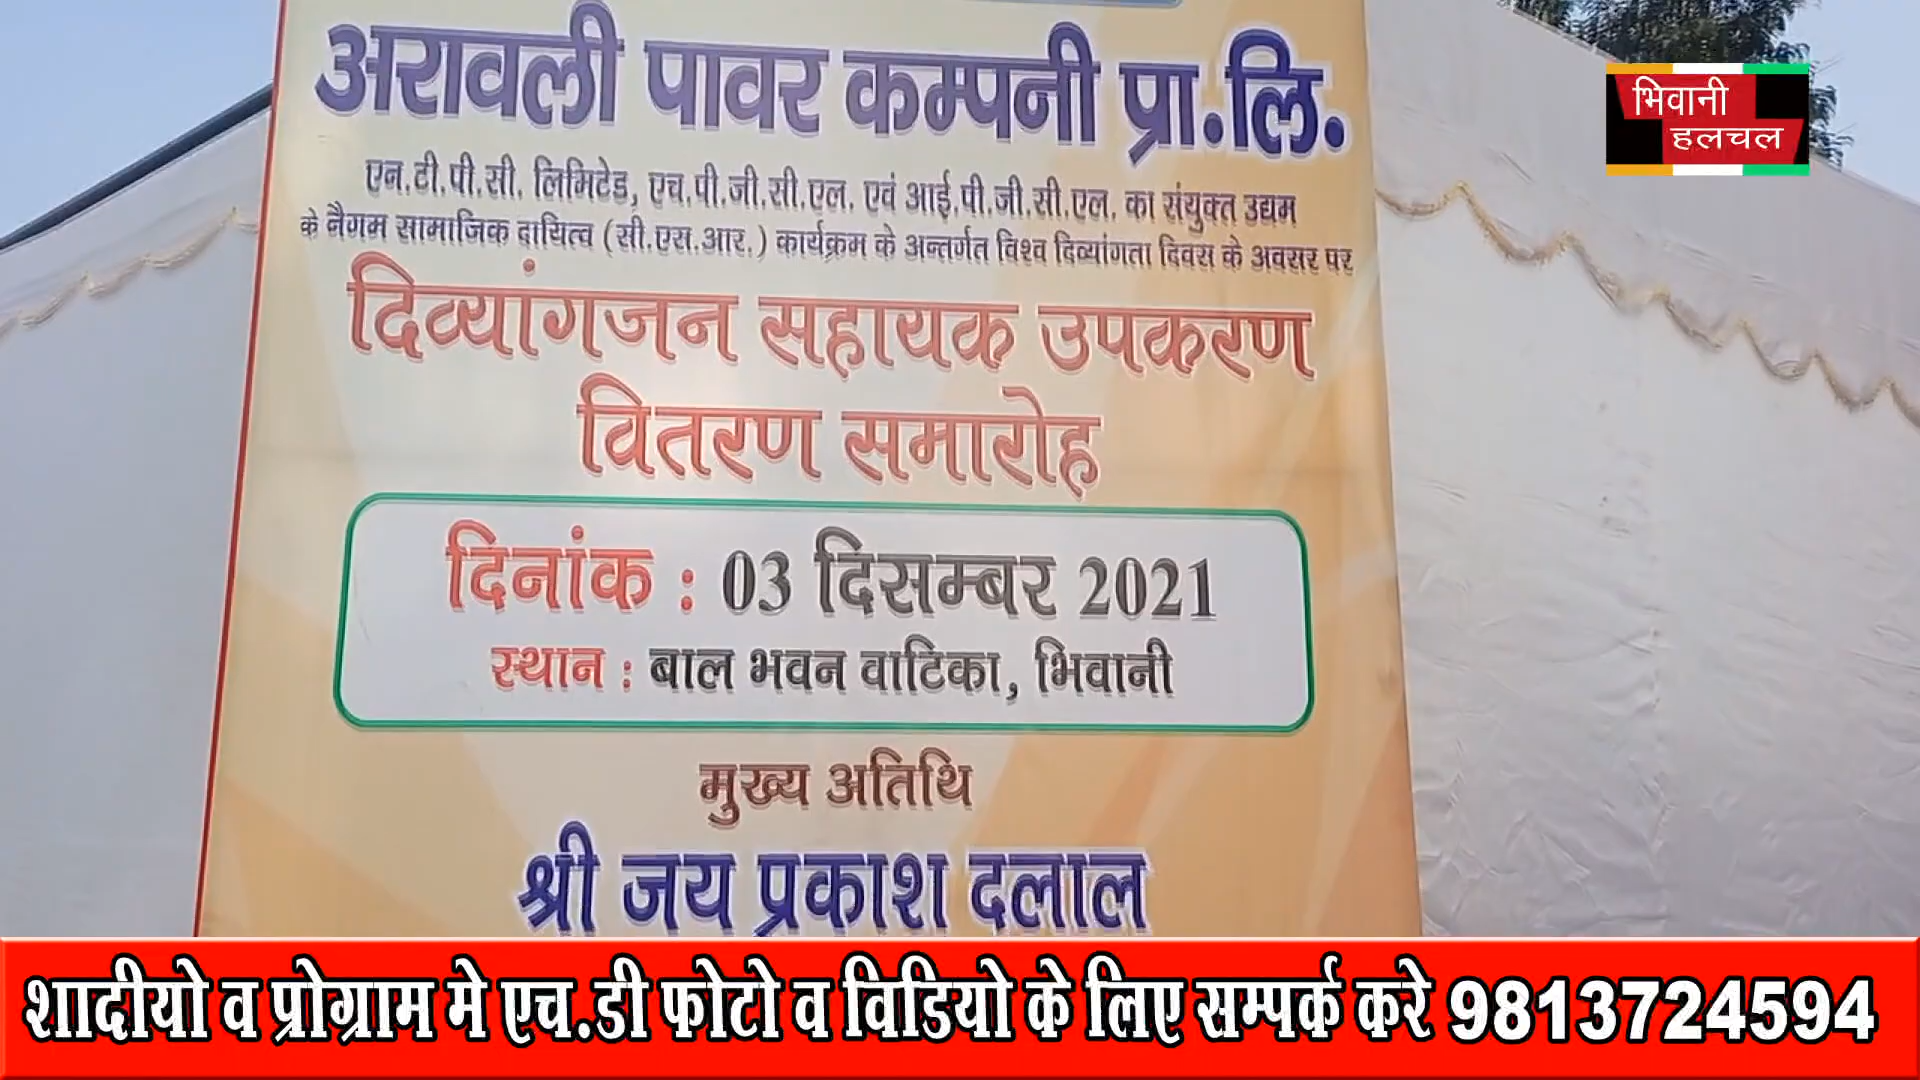 अरावली पावर कम्पनी प्रा.लि.
एन.टी.पी.सी. लिमिटेड, एच.पी.जी.सी.एल. एवं आई.पी.जी.सी.एल. का संयुक्त उद्यम
के नैगम सामाजिक दायित्व (सी.एस.आर.) कार्यक्रम के अन्तर्गत विश्व दिव्यांगता दिवस के अवसर पर
दिव्यांगजन सहायक उपकरण
वितरण समारोह
दिनांक : 03 दिसम्बर 2021
स्थान : बाल भवन वाटिका, भिवानी
मुख्य अतिथि
श्री जय प्रकाश दलाल
भिवानी
हलचल
शादीयो व प्रोग्राम मे एच.डी फोटो व विडियो के लिए सम्पर्क करे 9813724594